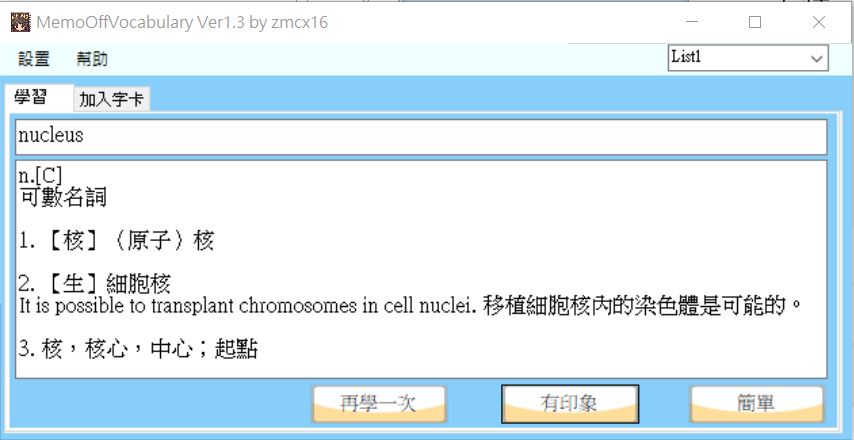 MemoOffVocabulary Ver1.3 by zmcx16
設置 幫助 List1
學習 加入字卡
nucleus
n.[C]
可數名詞
1. 【核】〈原子〉核
2. 【生】細胞核
It is possible to transplant chromosomes in cell nuclei. 移植細胞核內的染色體是可能的。
3. 核，核心，中心；起點
再學一次 有印象 簡單